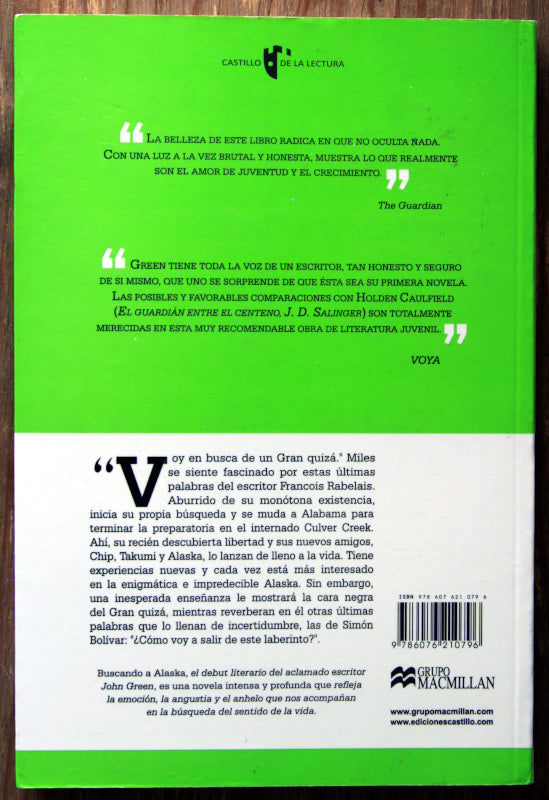 CASTILLO DE LA LECTURA
“LA BELLEZA DE ESTE LIBRO RADICA EN QUE NO OCULTA NADA.
CON UNA LUZ A LA VEZ BRUTAL Y HONESTA, MUESTRA LO QUE REALMENTE
SON EL AMOR DE JUVENTUD Y EL CRECIMIENTO.”
The Guardian
“GREEN TIENE TODA LA VOZ DE UN ESCRITOR, TAN HONESTO Y SEGURO
DE SI MISMO, QUE UNO SE SORPRENDE DE QUE ÉSTA SEA SU PRIMERA NOVELA.
LAS POSIBLES Y FAVORABLES COMPARACIONES CON HOLDEN CAULFIELD
(EL GUARDIÁN ENTRE EL CENTENO, J. D. SALINGER) SON TOTALMENTE
MERECIDAS EN ESTA MUY RECOMENDABLE OBRA DE LITERATURA JUVENIL.”
VOYA
“Voy en busca de un Gran quizá." Miles
se siente fascinado por estas últimas
palabras del escritor Francois Rabelais.
Aburrido de su monótona existencia,
inicia su propia búsqueda y se muda a Alabama para
terminar la preparatoria en el internado Culver Creek.
Ahí, su recién descubierta libertad y sus nuevos amigos,
Chip, Takumi y Alaska, lo lanzan de lleno a la vida. Tiene
experiencias nuevas y cada vez está más interesado
en la enigmática e impredecible Alaska. Sin embargo,
una inesperada enseñanza le mostrará la cara negra
del Gran quizá, mientras reverberan en él otras últimas
palabras que lo llenan de incertidumbre, las de Simón
Bolívar: "¿Cómo voy a salir de este laberinto?".
Buscando a Alaska, el debut literario del aclamado escritor
John Green, es una novela intensa y profunda que refleja
la emoción, la angustia y el anhelo que nos acompañan
en la búsqueda del sentido de la vida.
ISBN 978 607 621 079 6
9 786076 210796
GRUPO
MACMILLAN
www.grupomacmillan.com
www.edicionescastillo.com